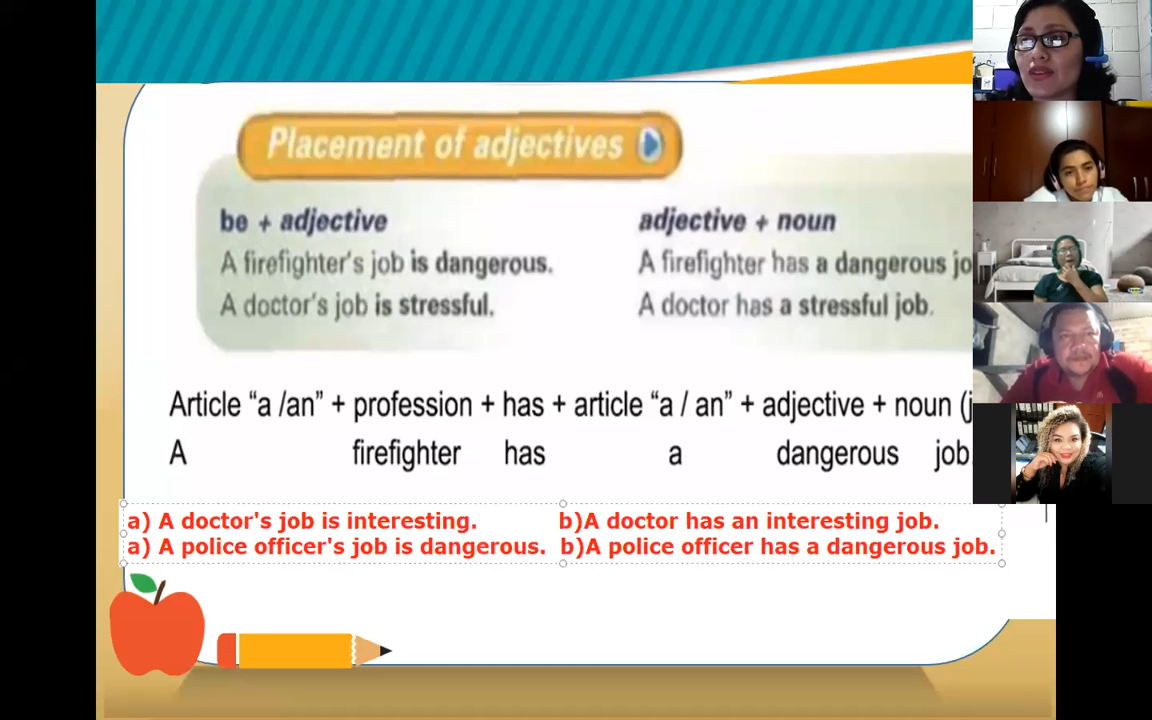 Placement of adjectives
be + adjective
adjective + noun
A firefighter's job is dangerous.
A firefighter has a dangerous jo
A doctor's job is stressful.
A doctor has a stressful job.
Article “a /an” + profession + has + article “a / an” + adjective + noun (j
A firefighter has a dangerous job
a) A doctor's job is interesting. b)A doctor has an interesting job.
a) A police officer's job is dangerous. b)A police officer has a dangerous job.